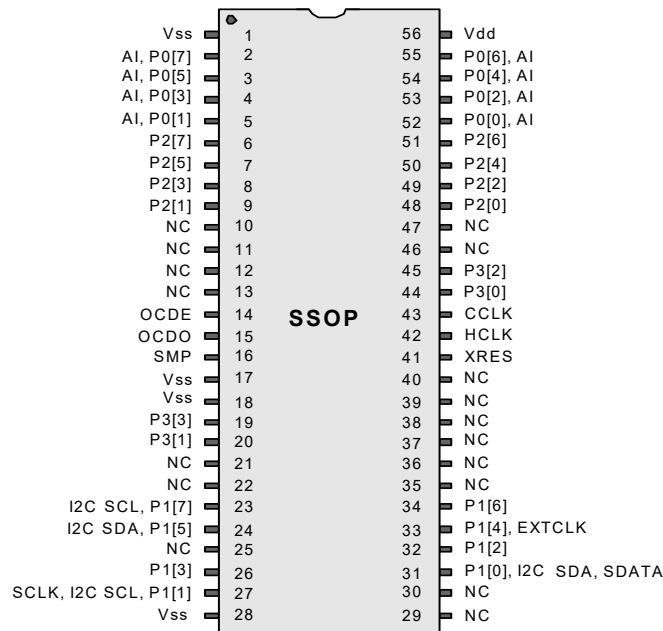 Vss 1 56 Vdd
AI, P0[7] 2 55 P0[6], AI
AI, P0[5] 3 54 P0[4], AI
AI, P0[3] 4 53 P0[2], AI
AI, P0[1] 5 52 P0[0], AI
P2[7] 6 51 P2[6]
P2[5] 7 50 P2[4]
P2[3] 8 49 P2[2]
P2[1] 9 48 P2[0]
NC 10 47 NC
NC 11 46 NC
NC 12 45 P3[2]
NC 13 44 P3[0]
OCDE 14 SSOP 43 CCLK
OCDO 15 42 HCLK
SMP 16 41 XRES
Vss 17 40 NC
Vss 18 39 NC
P3[3] 19 38 NC
P3[1] 20 37 NC
NC 21 36 NC
NC 22 35 NC
I2C SCL, P1[7] 23 34 P1[6]
I2C SDA, P1[5] 24 33 P1[4], EXTCLK
NC 25 32 P1[2]
P1[3] 26 31 P1[0], I2C SDA, SDATA
SCLK, I2C SCL, P1[1] 27 30 NC
Vss 28 29 NC